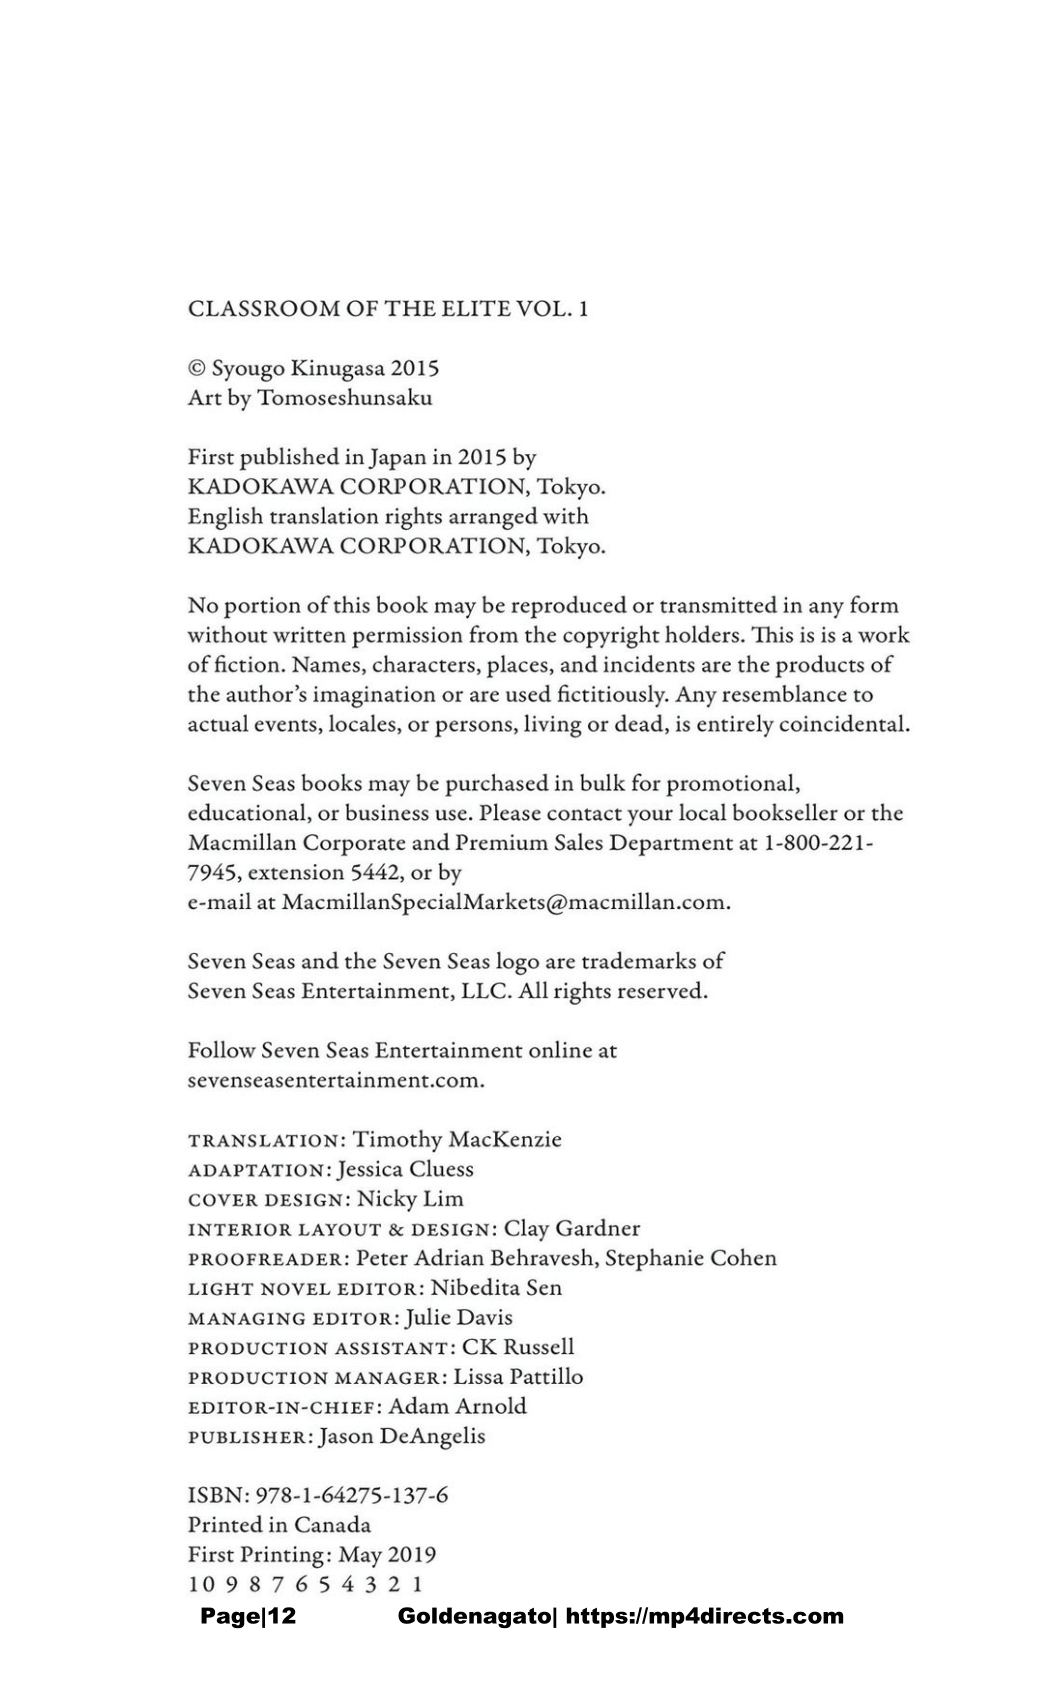 CLASSROOM OF THE ELITE VOL. 1
© Syougo Kinugasa 2015
Art by Tomoseshunsaku
First published in Japan in 2015 by
KADOKAWA CORPORATION, Tokyo.
English translation rights arranged with
KADOKAWA CORPORATION, Tokyo.
No portion of this book may be reproduced or transmitted in any form
without written permission from the copyright holders. This is is a work
of fiction. Names, characters, places, and incidents are the products of
the author’s imagination or are used fictitiously. Any resemblance to
actual events, locales, or persons, living or dead, is entirely coincidental.
Seven Seas books may be purchased in bulk for promotional,
educational, or business use. Please contact your local bookseller or the
Macmillan Corporate and Premium Sales Department at 1-800-221-
7945, extension 5442, or by
e-mail at MacmillanSpecialMarkets@macmillan.com.
Seven Seas and the Seven Seas logo are trademarks of
Seven Seas Entertainment, LLC. All rights reserved.
Follow Seven Seas Entertainment online at
sevenseasentertainment.com.
TRANSLATION: Timothy MacKenzie
ADAPTATION: Jessica Cluess
COVER DESIGN: Nicky Lim
INTERIOR LAYOUT & DESIGN: Clay Gardner
PROOFREADER: Peter Adrian Behravesh, Stephanie Cohen
LIGHT NOVEL EDITOR: Nibedita Sen
MANAGING EDITOR: Julie Davis
PRODUCTION ASSISTANT: CK Russell
PRODUCTION MANAGER: Lissa Pattillo
EDITOR-IN-CHIEF: Adam Arnold
PUBLISHER: Jason DeAngelis
ISBN: 978-1-64275-137-6
Printed in Canada
First Printing: May 2019
10 9 8 7 6 5 4 3 2 1
Page|12 Goldenagato| https://mp4directs.com